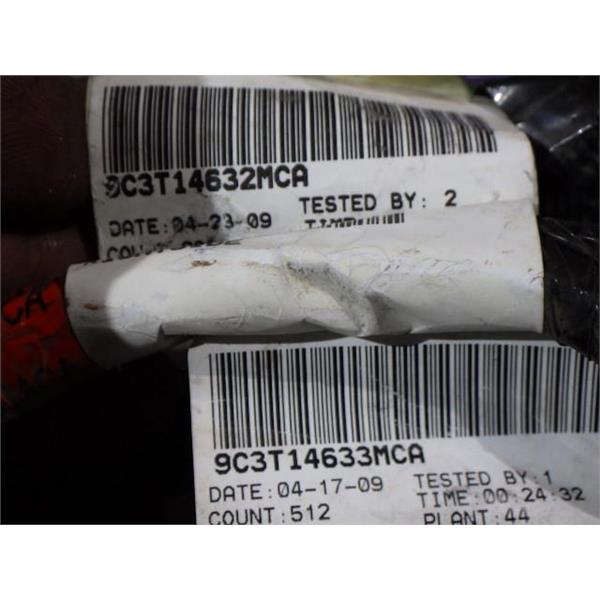 9C3T14632MCA
TESTED BY: 2
DATE:04-23-09
CA
9C3T14633MCA
TESTED BY:1
DATE:04-17-09
TIME:00:24:32
COUNT:512
PLANT:44